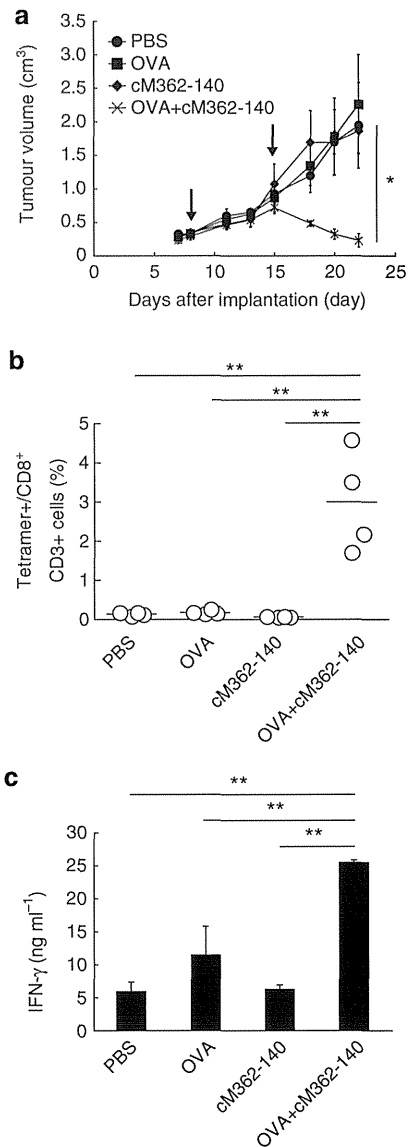 a
PBS
OVA
cM362-140
OVA+cM362-140
Tumour volume (cm³)
3.5
3.0
2.5
2.0
1.5
1.0
0.5
0
*
0 5 10 15 20 25
Days after implantation (day)
b
**
**
**
Tetramer+/CD8⁺
CD3+ cells (%)
5
4
3
2
1
0
PBS
OVA
cM362-140
OVA+cM362-140
c
**
**
**
IFN-γ (ng ml⁻¹)
30
25
20
15
10
5
0
PBS
OVA
cM362-140
OVA+cM362-140